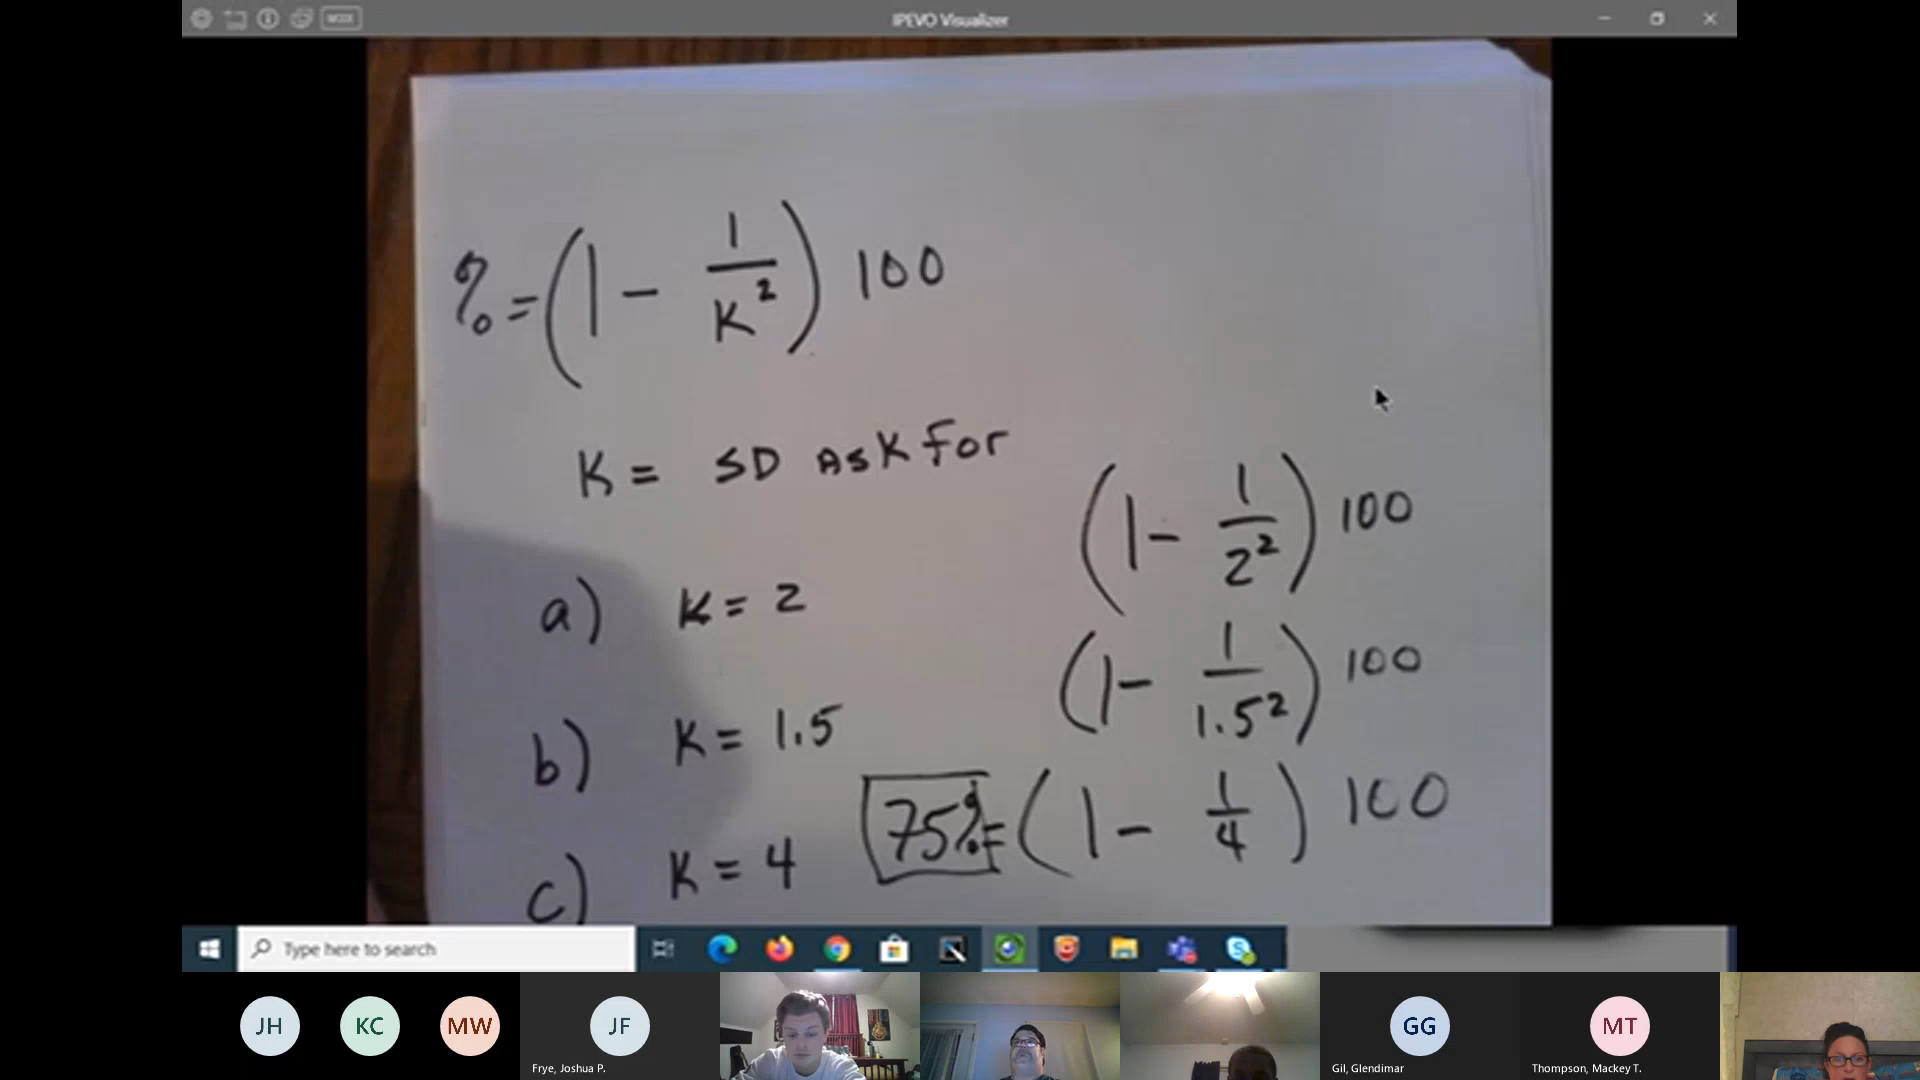 MODE
IPEVO Visualizer
% = (1 - 1/K²) 100
K = SD ASK For
(1 - 1/2²) 100
a) K = 2
(1 - 1/1.5²) 100
b) K = 1.5
75% = (1 - 1/4) 100
c) K = 4
Type here to search
JH
KC
MW
JF
GG
MT
Frye, Joshua P.
Gil, Glendimar
Thompson, Mackey T.